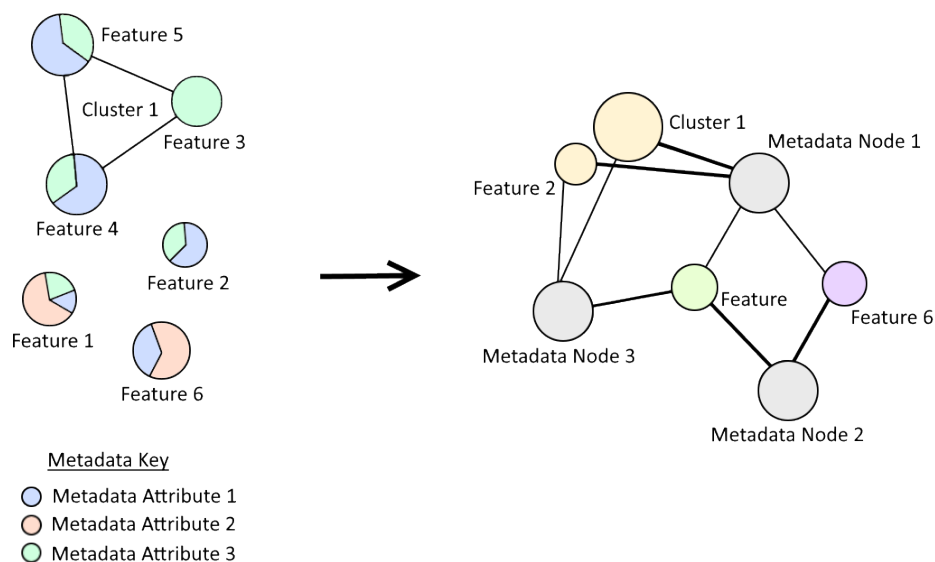 Feature 5
Cluster 1
Feature 3
Feature 4
Feature 2
Feature 1
Feature 6
Metadata Key
Metadata Attribute 1
Metadata Attribute 2
Metadata Attribute 3
Cluster 1
Metadata Node 1
Feature 2
Feature
Feature 6
Metadata Node 3
Metadata Node 2